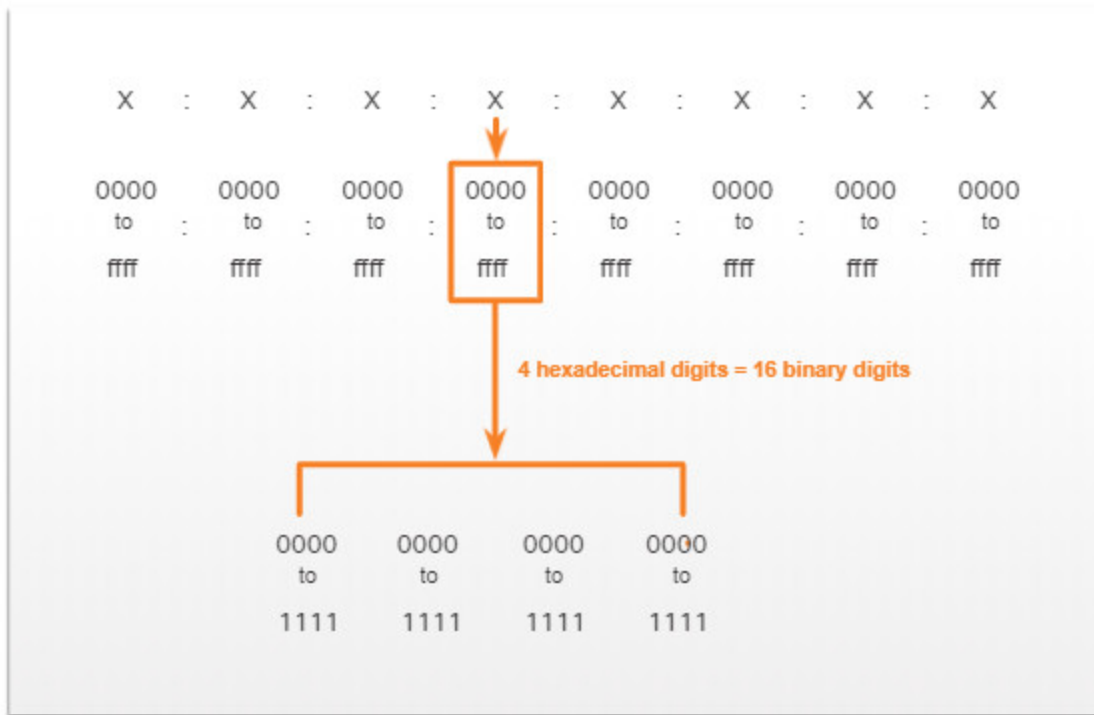 X : X : X : X : X : X : X : X
0000 0000 0000 0000 0000 0000 0000 0000
to : to : to : to : to : to : to : to
ffff ffff ffff ffff ffff ffff ffff ffff
4 hexadecimal digits = 16 binary digits
0000 0000 0000 0000
to to to to
1111 1111 1111 1111